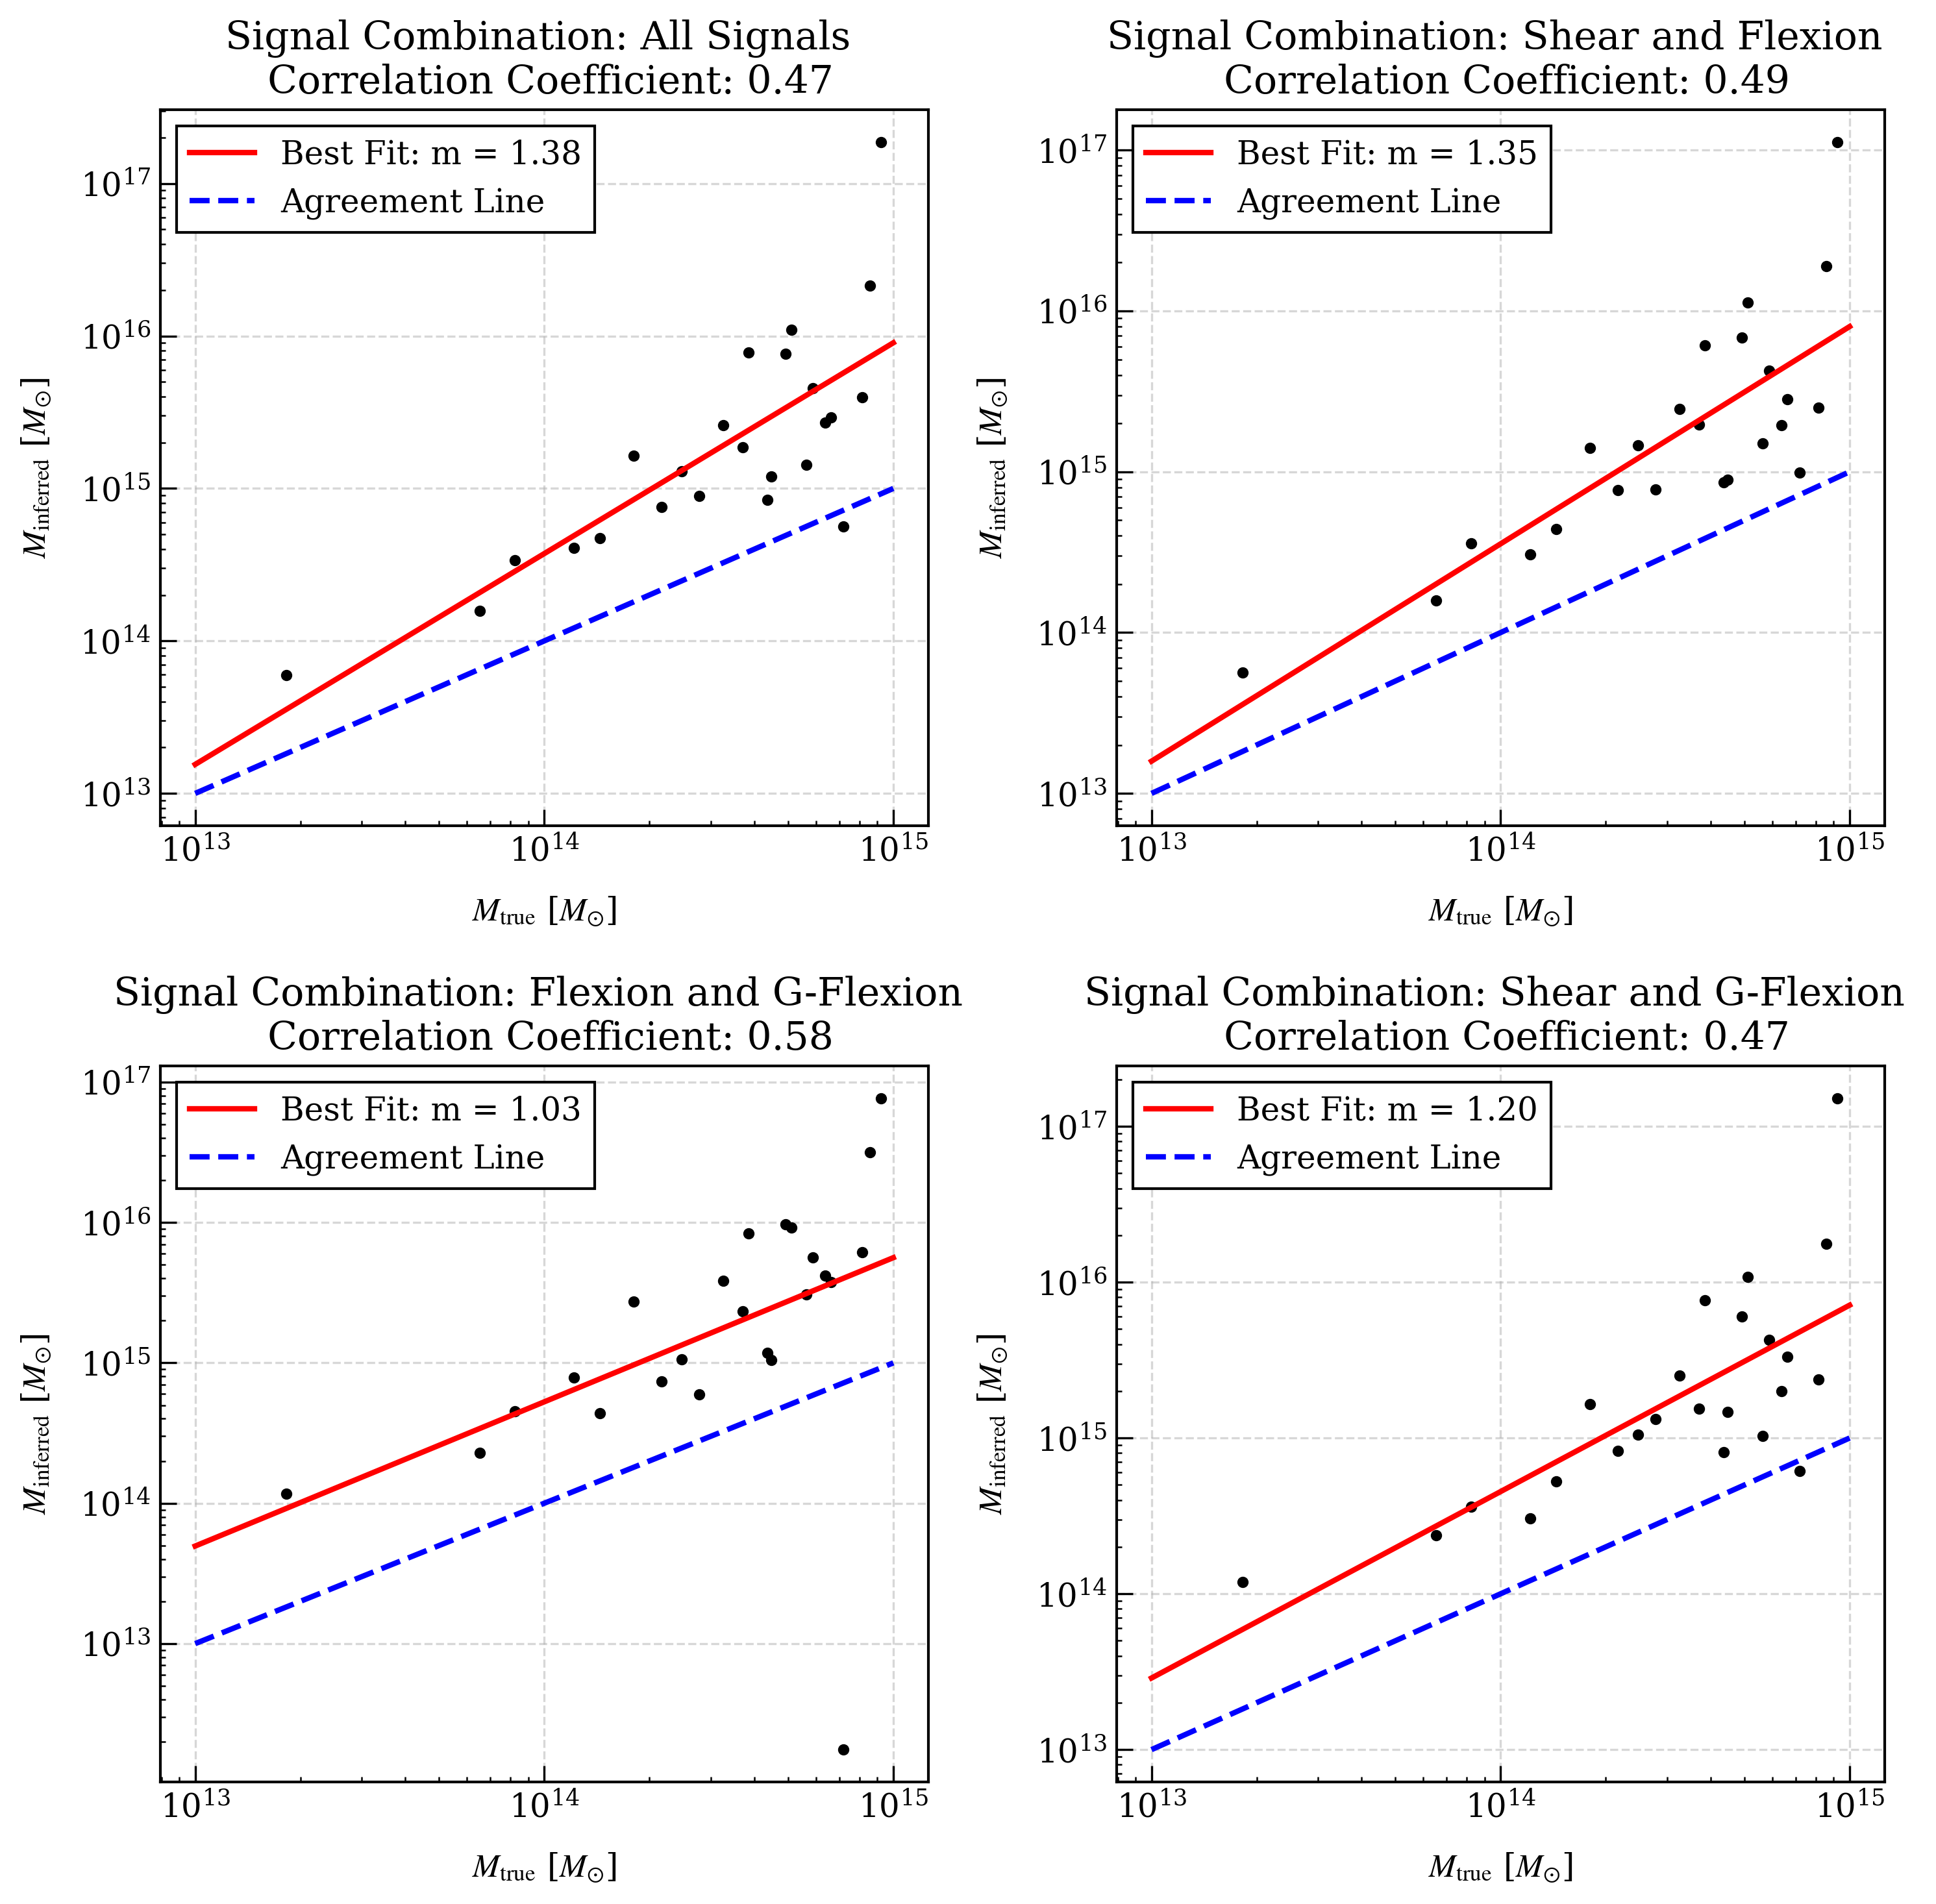 Signal Combination: All Signals
Correlation Coefficient: 0.47
Best Fit: m = 1.38
Agreement Line
10^17
10^16
10^15
10^14
10^13
M_inferred [M_⊙]
10^13 10^14 10^15
M_true [M_⊙]
Signal Combination: Shear and Flexion
Correlation Coefficient: 0.49
Best Fit: m = 1.35
Agreement Line
10^17
10^16
10^15
10^14
10^13
M_inferred [M_⊙]
10^13 10^14 10^15
M_true [M_⊙]
Signal Combination: Flexion and G-Flexion
Correlation Coefficient: 0.58
Best Fit: m = 1.03
Agreement Line
10^17
10^16
10^15
10^14
10^13
M_inferred [M_⊙]
10^13 10^14 10^15
M_true [M_⊙]
Signal Combination: Shear and G-Flexion
Correlation Coefficient: 0.47
Best Fit: m = 1.20
Agreement Line
10^17
10^16
10^15
10^14
10^13
M_inferred [M_⊙]
10^13 10^14 10^15
M_true [M_⊙]